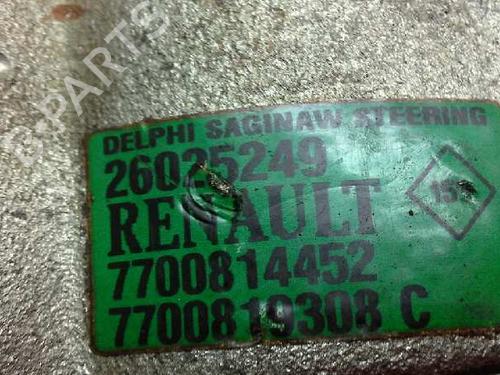 B-PARTS
DELPHI SAGINAW STEERING
26025249
RENAULT
15
7700814452
7700819308 C